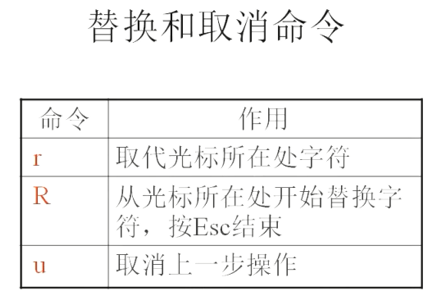 替换和取消命令
命令 作用
r 取代光标所在处字符
R 从光标所在处开始替换字
符，按Esc结束
u 取消上一步操作